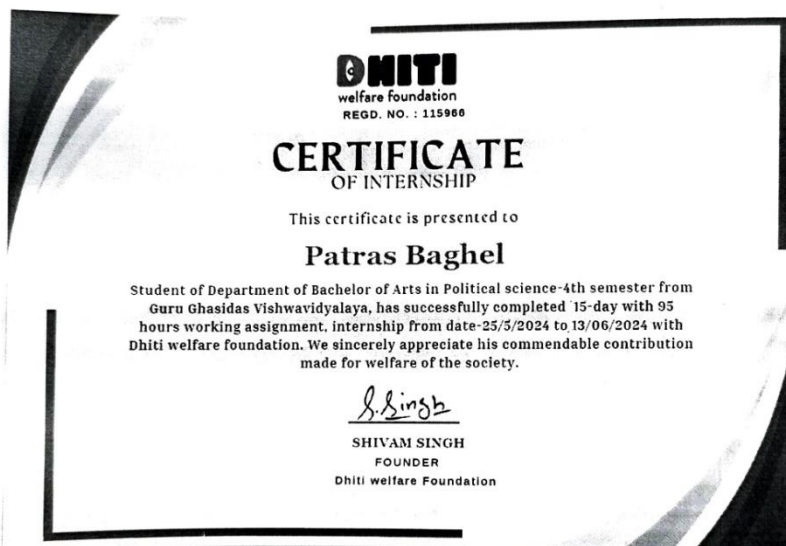 DHITI
welfare foundation
REGD. NO. : 115966
CERTIFICATE
OF INTERNSHIP
This certificate is presented to
Patras Baghel
Student of Department of Bachelor of Arts in Political science-4th semester from
Guru Ghasidas Vishwavidyalaya, has successfully completed 15-day with 95
hours working assignment, internship from date-25/5/2024 to 13/06/2024 with
Dhiti welfare foundation. We sincerely appreciate his commendable contribution
made for welfare of the society.
S.Singh
SHIVAM SINGH
FOUNDER
Dhiti welfare Foundation